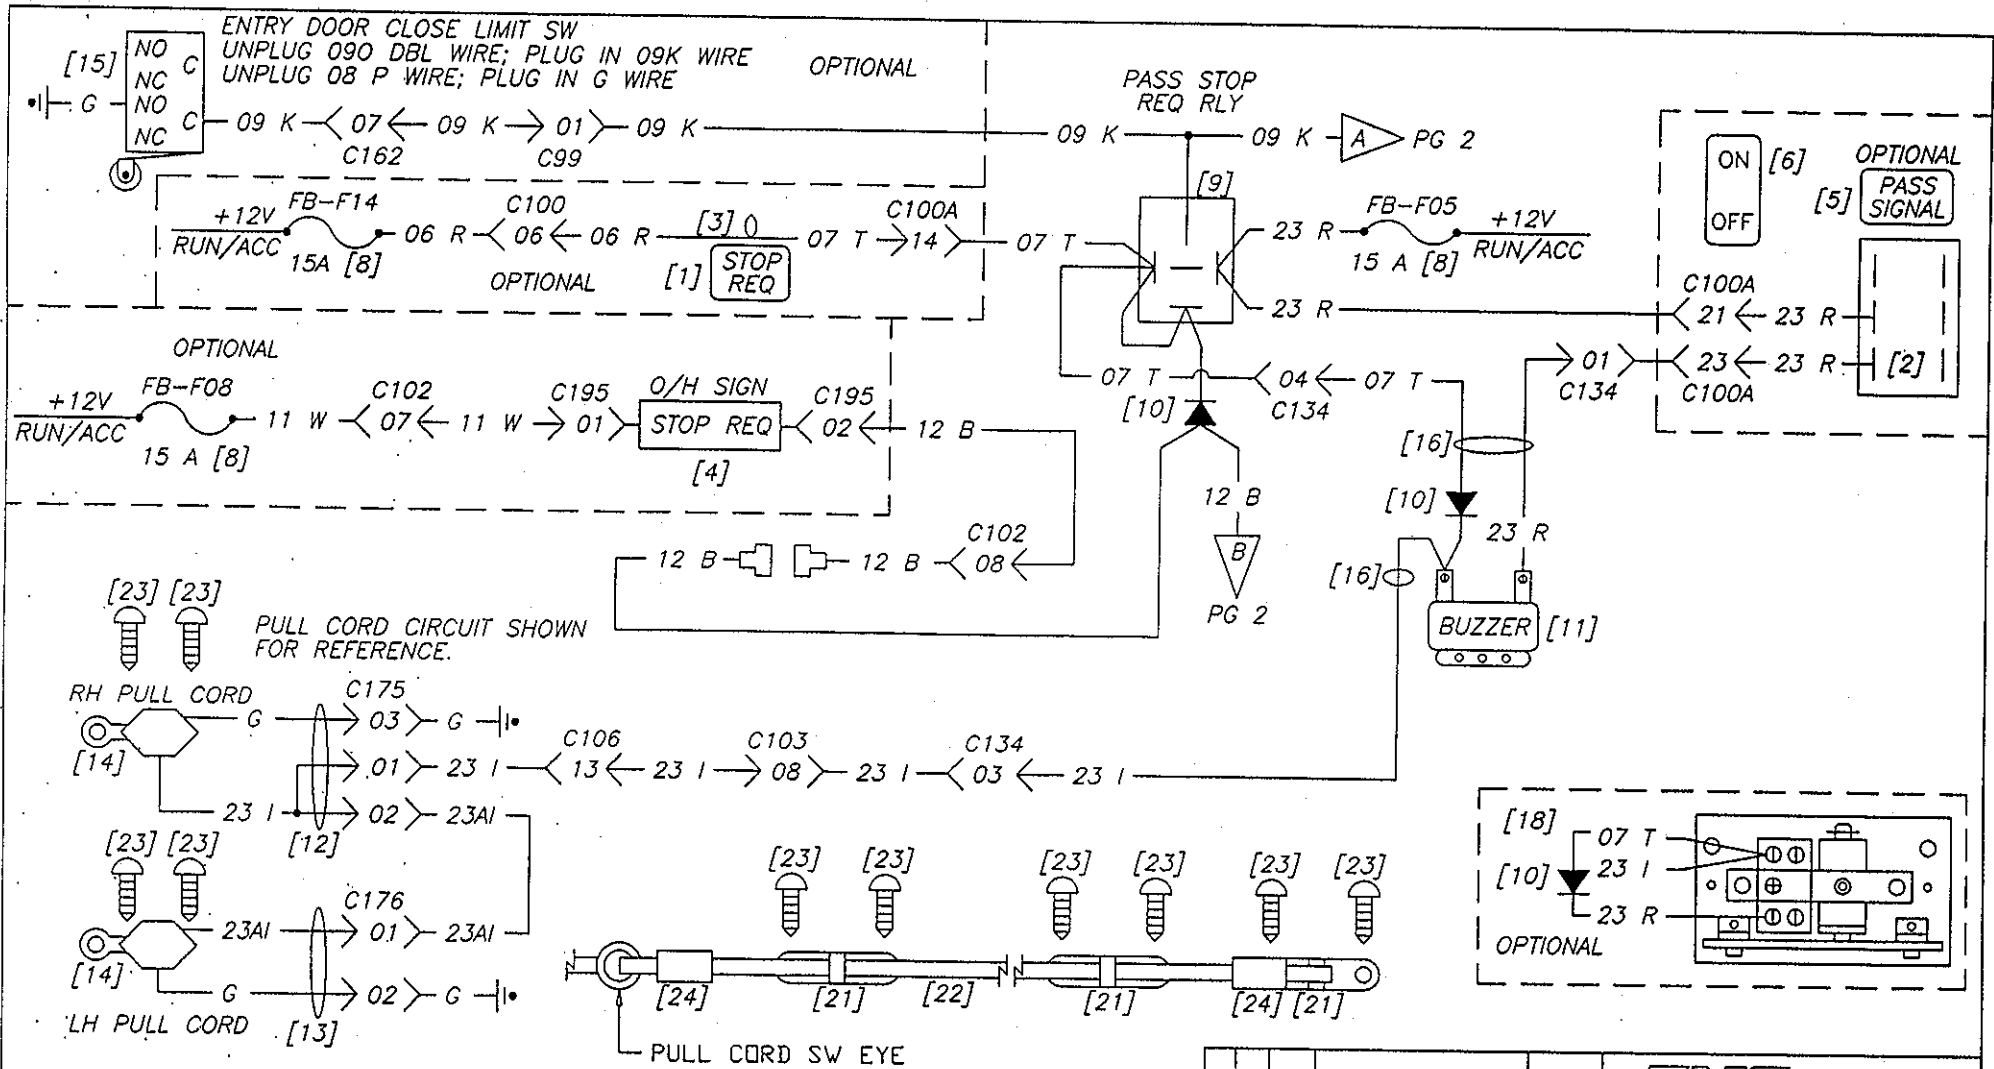 ENTRY DOOR CLOSE LIMIT SW
UNPLUG 090 DBL WIRE; PLUG IN 09K WIRE
UNPLUG 08 P WIRE; PLUG IN G WIRE
OPTIONAL
[15]
NO
NC
C
NO
NC
C
G
09 K
07
09 K
01
09 K
C162
C99
PASS STOP
REQ RLY
09 K
09 K
A
PG 2
[9]
+12V
RUN/ACC
FB-F14
15A [8]
06 R
C100
06
06 R
[3]
07 T
C100A
14
07 T
OPTIONAL
[1]
STOP
REQ
23 R
FB-F05
15 A [8]
+12V
RUN/ACC
23 R
ON
OFF
[6]
OPTIONAL
[5]
PASS
SIGNAL
C100A
21
23 R
01
C134
23
C100A
23 R
[2]
OPTIONAL
+12V
RUN/ACC
FB-F08
15 A [8]
11 W
C102
07
11 W
C195
01
O/H SIGN
STOP REQ
[4]
C195
02
12 B
07 T
04
C134
07 T
[10]
[16]
12 B
B
PG 2
[10]
23 R
[16]
BUZZER
[11]
12 B
12 B
C102
08
[23]
[23]
PULL CORD CIRCUIT SHOWN
FOR REFERENCE.
RH PULL CORD
[14]
G
C175
03
G
01
23 I
C106
13
23 I
C103
08
23 I
C134
03
23 I
23 I
02
23AI
[12]
[23]
[23]
[14]
23AI
C176
01
23AI
G
02
G
LH PULL CORD
[13]
[23]
[23]
[23]
[23]
[23]
[23]
[24]
[21]
[22]
[21]
[24]
[21]
PULL CORD SW EYE
[18]
07 T
23 I
[10]
23 R
OPTIONAL